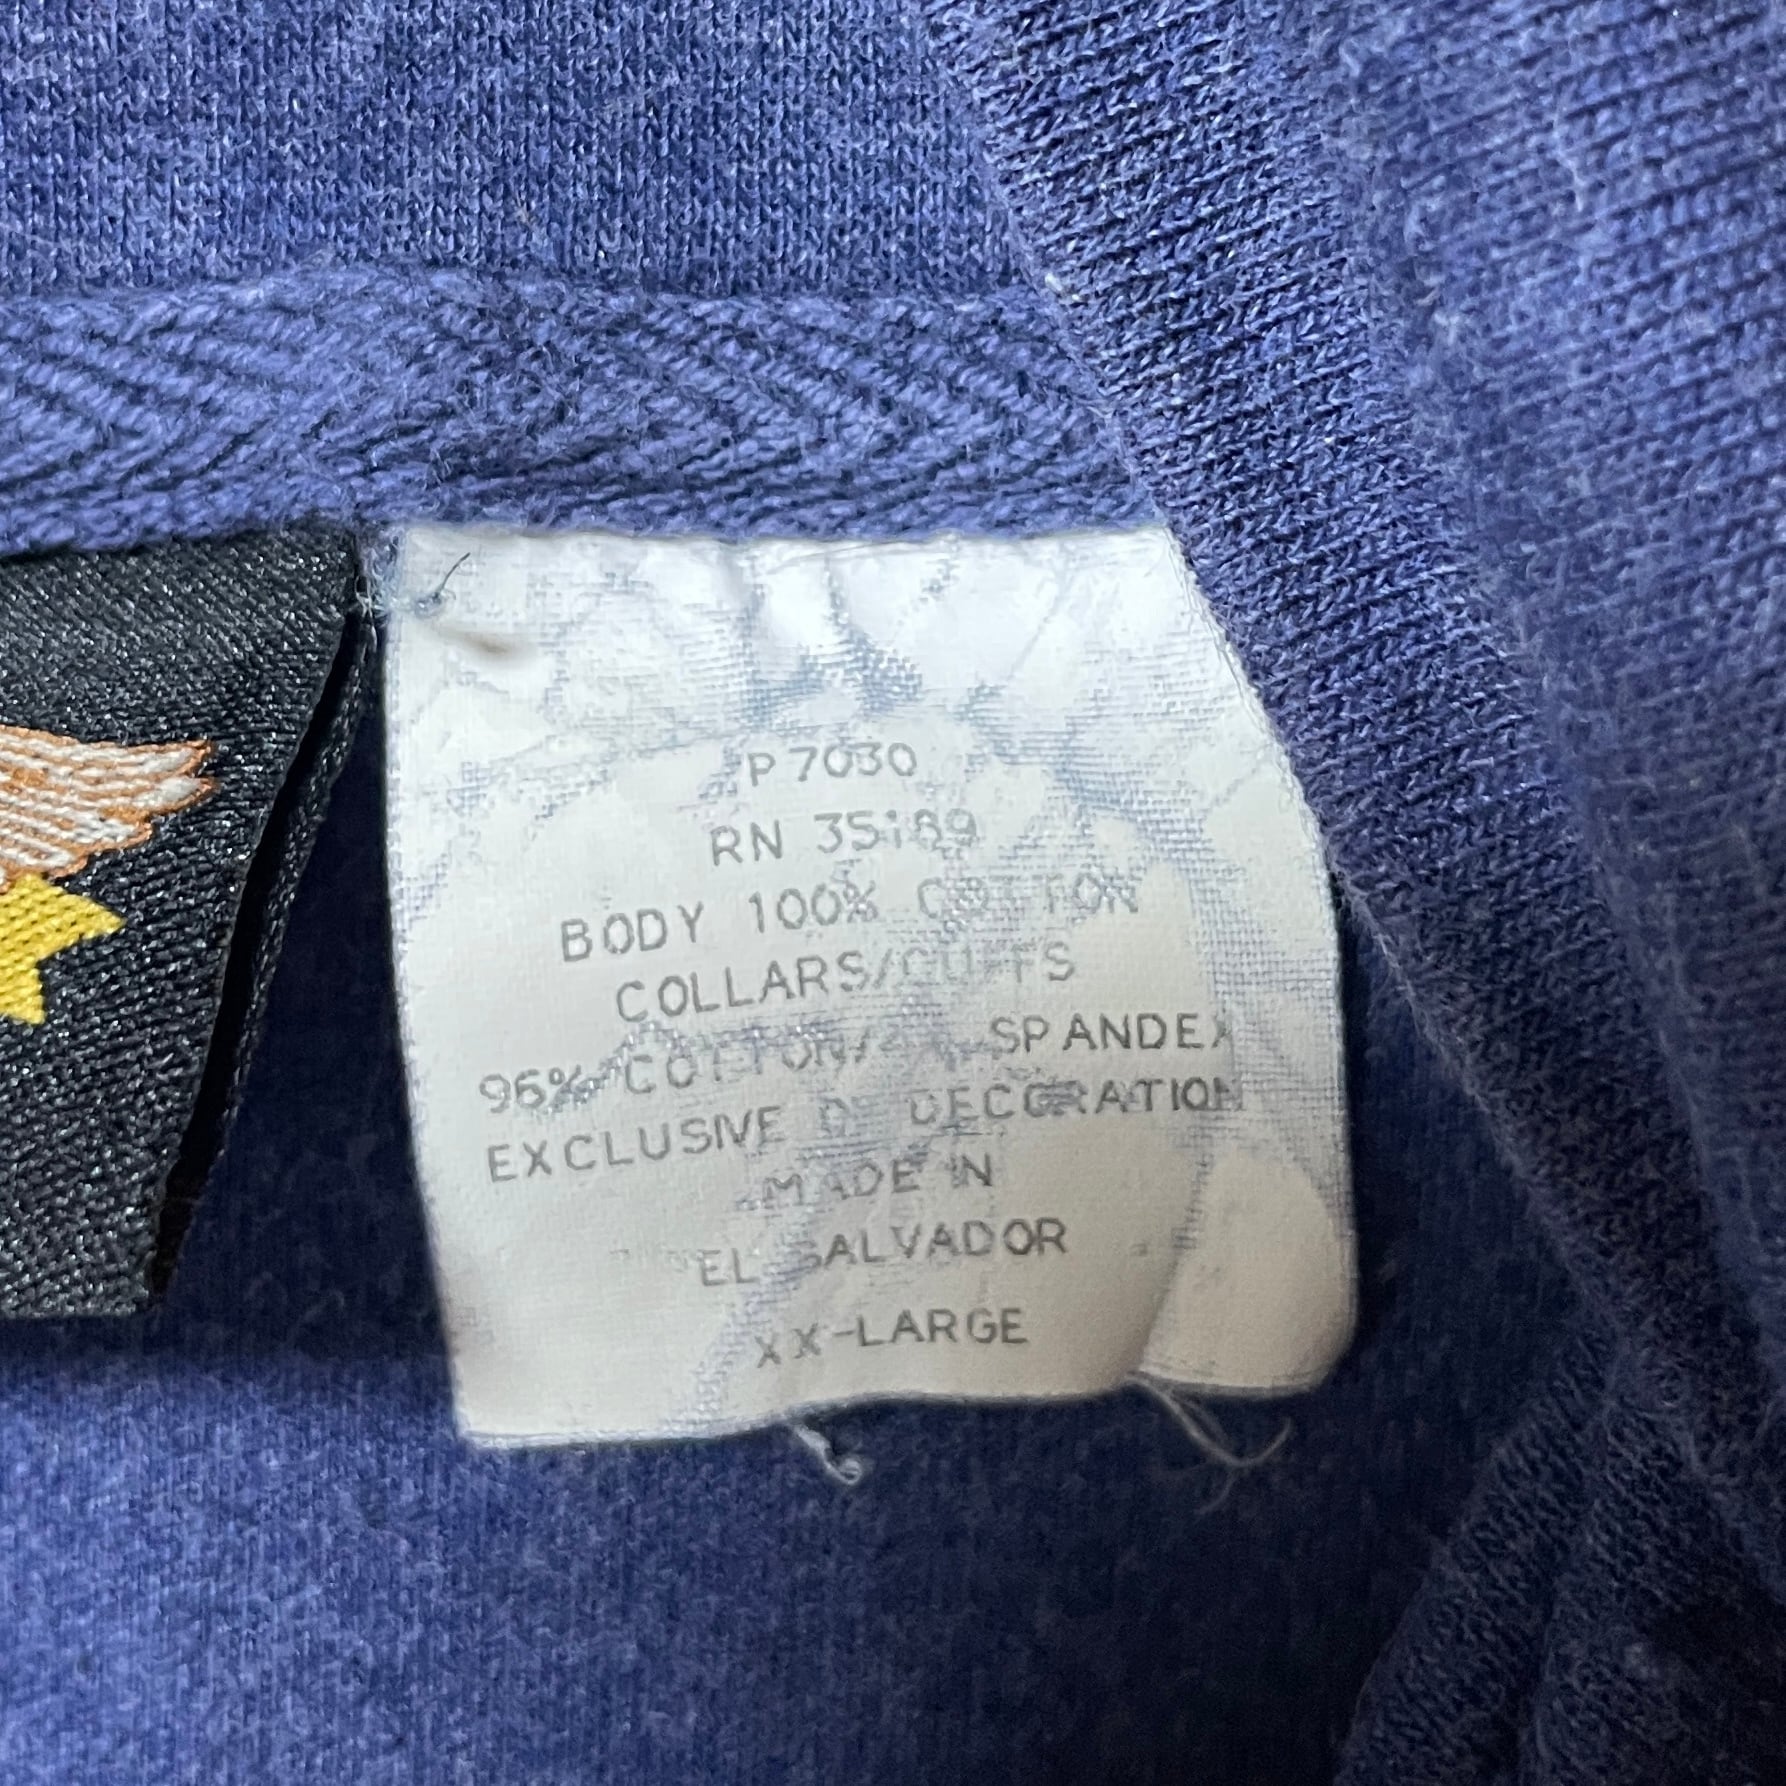 P7030
RN 35189
BODY 100% COTTON
COLLARS/CUFFS
96% COTTON/4% SPANDEX
EXCLUSIVE OF DECORATION
MADE IN
EL SALVADOR
XX-LARGE